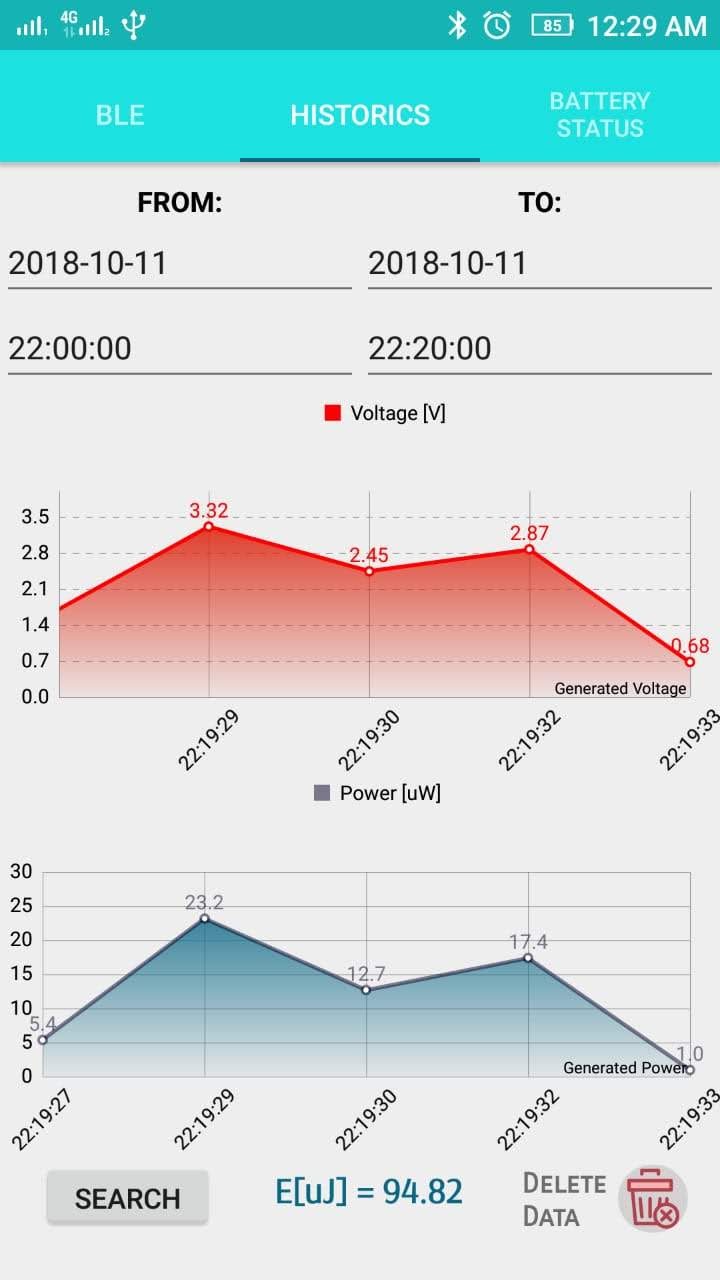 4G 1 2 85 12:29 AM
BLE HISTORICS BATTERY
STATUS
FROM: TO:
2018-10-11 2018-10-11
22:00:00 22:20:00
Voltage [V]
3.5
2.8
2.1
1.4
0.7
0.0
3.32
2.45
2.87
0.68
Generated Voltage
22:19:29 22:19:30 22:19:32 22:19:33
Power [uW]
30
25
20
15
10
5
0
5.4
23.2
12.7
17.4
1.0
Generated Power
22:19:27 22:19:29 22:19:30 22:19:32 22:19:33
SEARCH
E[uJ] = 94.82
DELETE
DATA